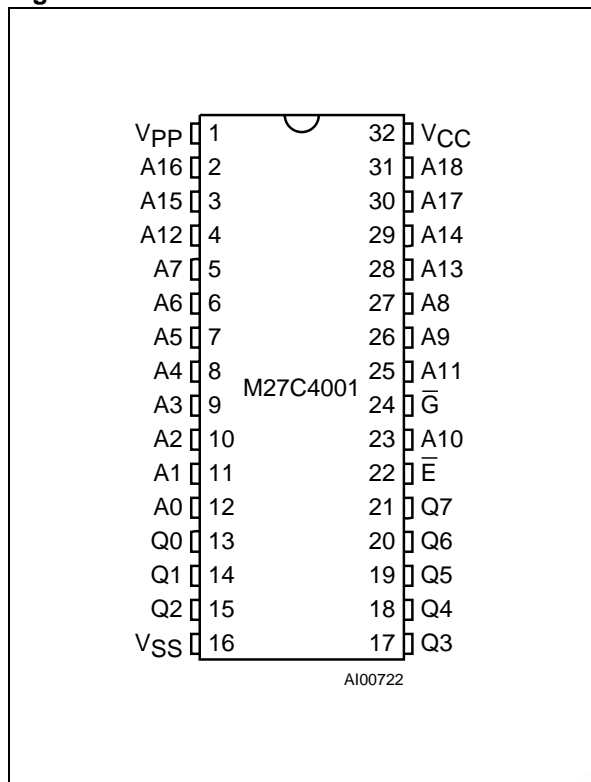 VPP 1 32 VCC
A16 2 31 A18
A15 3 30 A17
A12 4 29 A14
A7 5 28 A13
A6 6 27 A8
A5 7 26 A9
A4 8 25 A11
M27C4001
A3 9 24 G̅
A2 10 23 A10
A1 11 22 E̅
A0 12 21 Q7
Q0 13 20 Q6
Q1 14 19 Q5
Q2 15 18 Q4
VSS 16 17 Q3
AI00722